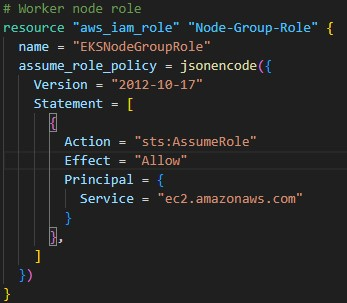 # Worker node role
resource "aws_iam_role" "Node-Group-Role" {
  name = "EKSNodeGroupRole"
  assume_role_policy = jsonencode({
    Version = "2012-10-17"
    Statement = [
      {
        Action = "sts:AssumeRole"
        Effect = "Allow"
        Principal = {
          Service = "ec2.amazonaws.com"
        }
      },
    ]
  })
}